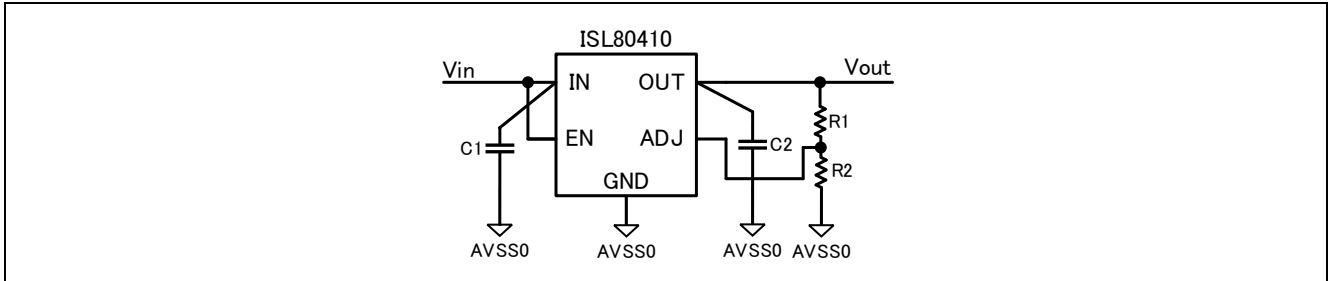 ISL80410
Vin
IN
OUT
Vout
R1
C1
EN
ADJ
C2
R2
GND
AVSS0
AVSS0
AVSS0
AVSS0